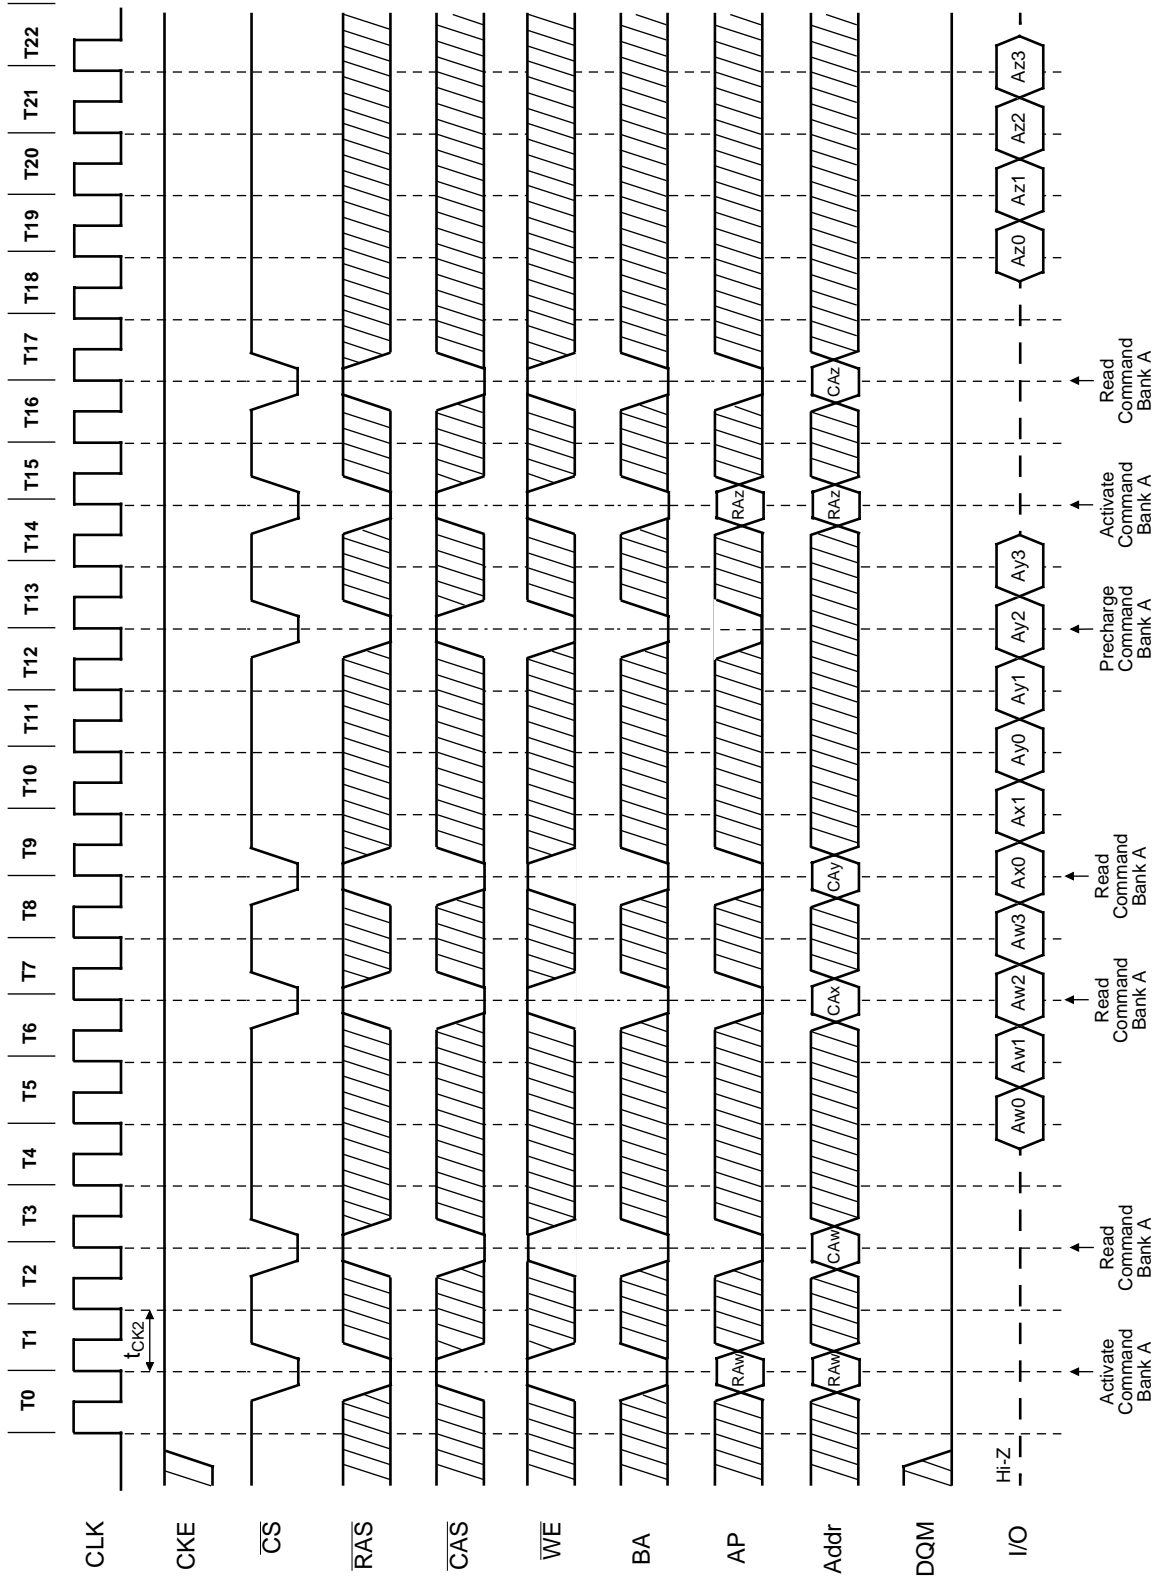 T0 T1 T2 T3 T4 T5 T6 T7 T8 T9 T10 T11 T12 T13 T14 T15 T16 T17 T18 T19 T20 T21 T22
CLK
tCK2
CKE
CS
RAS
CAS
WE
BA
AP
RAw
RAz
Addr
RAw
CAw
CAx
CAy
RAz
CAz
DQM
Hi-Z
I/O
Aw0 Aw1 Aw2 Aw3 Ax0 Ax1 Ay0 Ay1 Ay2 Ay3 Az0 Az1 Az2 Az3
Activate
Command
Bank A
Read
Command
Bank A
Read
Command
Bank A
Read
Command
Bank A
Precharge
Command
Bank A
Activate
Command
Bank A
Read
Command
Bank A